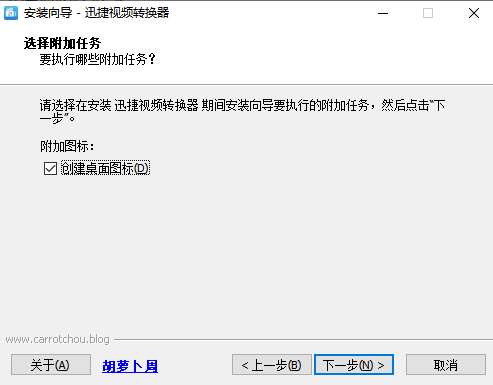 安装向导 - 迅捷视频转换器
选择附加任务
要执行哪些附加任务？
请选择在安装 迅捷视频转换器 期间安装向导要执行的附加任务，然后点击“下
一步”。
附加图标：
创建桌面图标(D)
www.carrotchou.blog
关于(A)
胡萝卜周
< 上一步(B)
下一步(N) >
取消